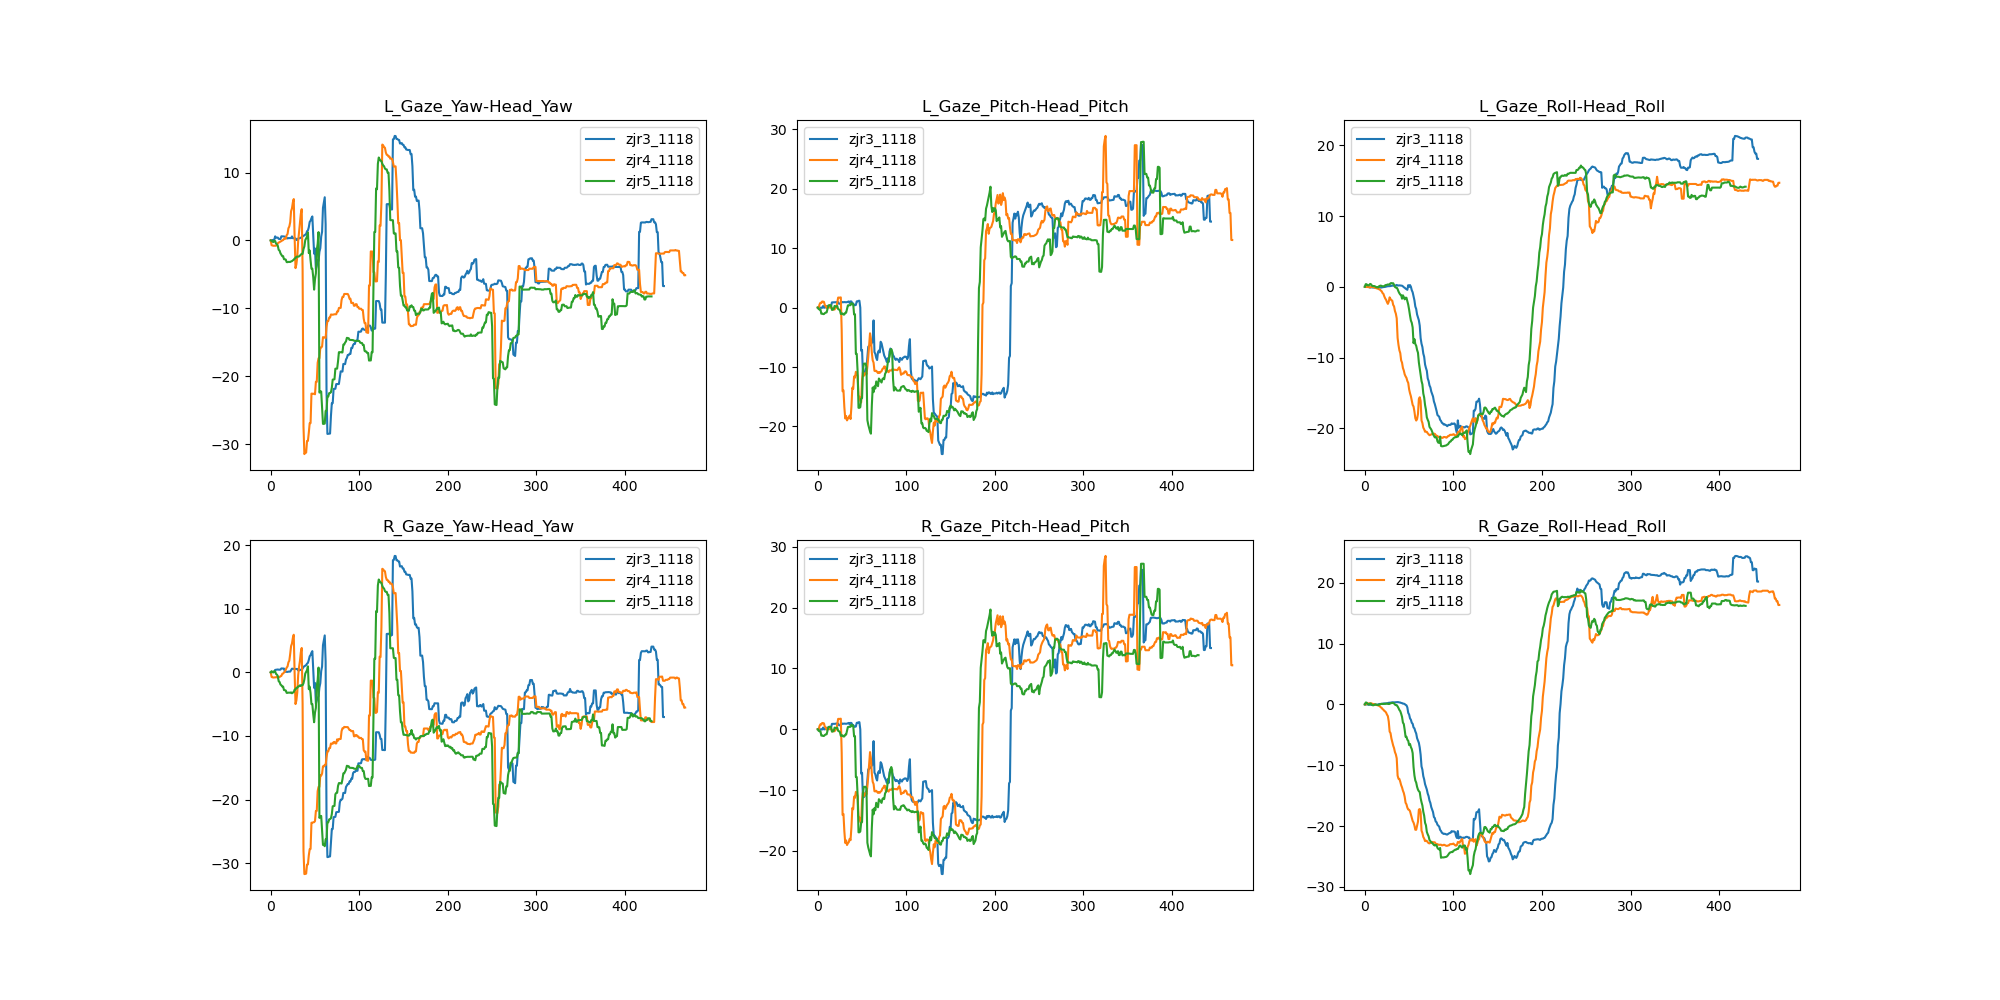 L_Gaze_Yaw-Head_Yaw
zjr3_1118
zjr4_1118
zjr5_1118
10
0
−10
−20
−30
0 100 200 300 400
L_Gaze_Pitch-Head_Pitch
zjr3_1118
zjr4_1118
zjr5_1118
30
20
10
0
−10
−20
0 100 200 300 400
L_Gaze_Roll-Head_Roll
zjr3_1118
zjr4_1118
zjr5_1118
20
10
0
−10
−20
0 100 200 300 400
R_Gaze_Yaw-Head_Yaw
zjr3_1118
zjr4_1118
zjr5_1118
20
10
0
−10
−20
−30
0 100 200 300 400
R_Gaze_Pitch-Head_Pitch
zjr3_1118
zjr4_1118
zjr5_1118
30
20
10
0
−10
−20
0 100 200 300 400
R_Gaze_Roll-Head_Roll
zjr3_1118
zjr4_1118
zjr5_1118
20
10
0
−10
−20
−30
0 100 200 300 400